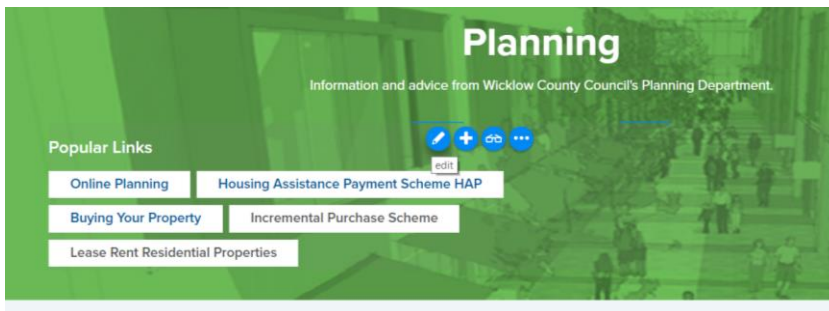 Planning
Information and advice from Wicklow County Council's Planning Department.
Popular Links
edit
Online Planning
Housing Assistance Payment Scheme HAP
Buying Your Property
Incremental Purchase Scheme
Lease Rent Residential Properties